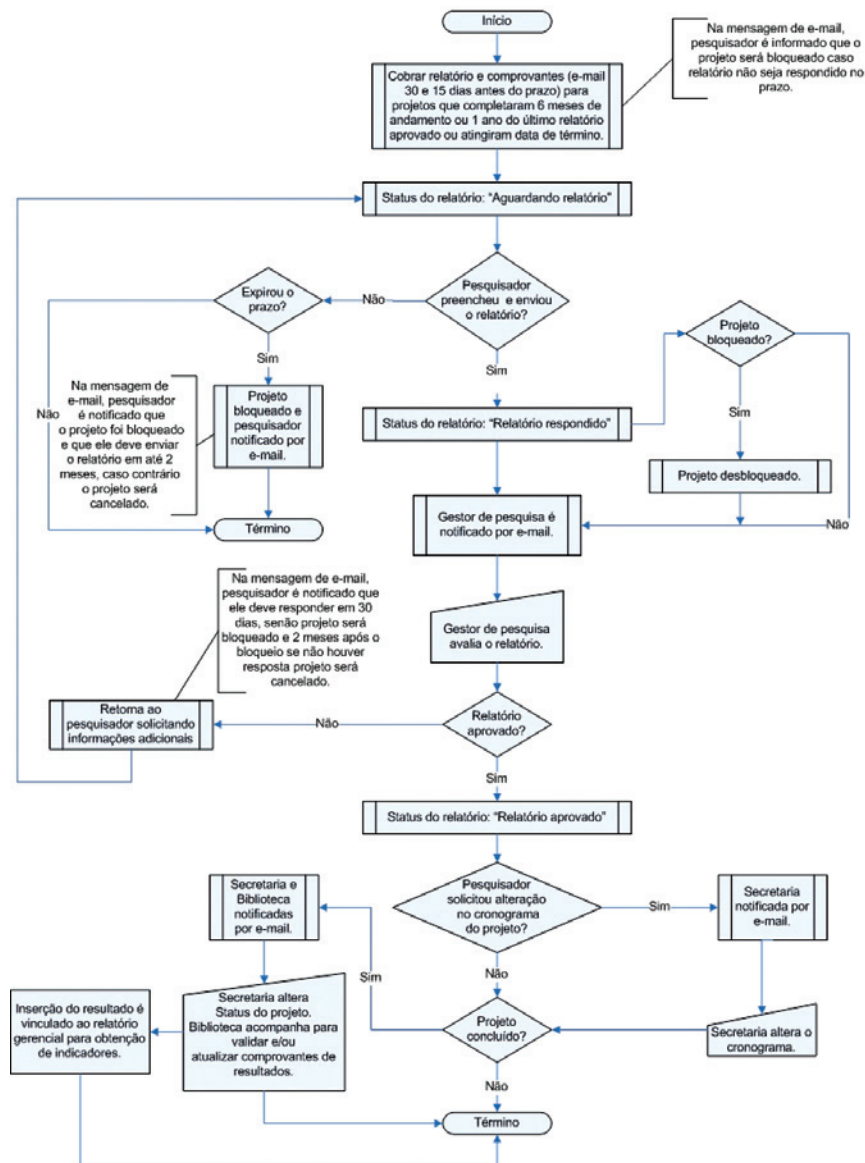 Início
Na mensagem de e-mail,
pesquisador é informado que o
projeto será bloqueado caso
relatório não seja respondido no
prazo.
Cobrar relatório e comprovantes (e-mail
30 e 15 dias antes do prazo) para
projetos que completaram 6 meses de
andamento ou 1 ano do último relatório
aprovado ou atingiram data de término.
Status do relatório: "Aguardando relatório"
Pesquisador
preencheu e enviou
o relatório?
Não
Expirou o
prazo?
Sim
Não
Na mensagem de
e-mail, pesquisador
é notificado que
o projeto foi bloqueado
e que ele deve enviar
o relatório em até 2
meses, caso contrário
o projeto será
cancelado.
Projeto
bloqueado e
pesquisador
notificado por
e-mail.
Término
Sim
Status do relatório: "Relatório respondido"
Projeto
bloqueado?
Sim
Projeto desbloqueado.
Não
Gestor de pesquisa é
notificado por e-mail.
Gestor de pesquisa
avalia o relatório.
Relatório
aprovado?
Não
Na mensagem de e-mail,
pesquisador é notificado que
ele deve responder em 30
dias, senão projeto será
bloqueado e 2 meses após o
bloqueio se não houver
resposta projeto será
cancelado.
Retorna ao
pesquisador solicitando
informações adicionais
Sim
Status do relatório: "Relatório aprovado"
Pesquisador
solicitou alteração
no cronograma
do projeto?
Sim
Secretaria
notificada por
e-mail.
Secretaria altera o
cronograma.
Não
Projeto
concluído?
Sim
Secretaria e
Biblioteca
notificadas
por e-mail.
Secretaria altera
Status do projeto.
Biblioteca acompanha para
validar e/ou
atualizar comprovantes de
resultados.
Inserção do resultado é
vinculado ao relatório
gerencial para obtenção
de indicadores.
Não
Término